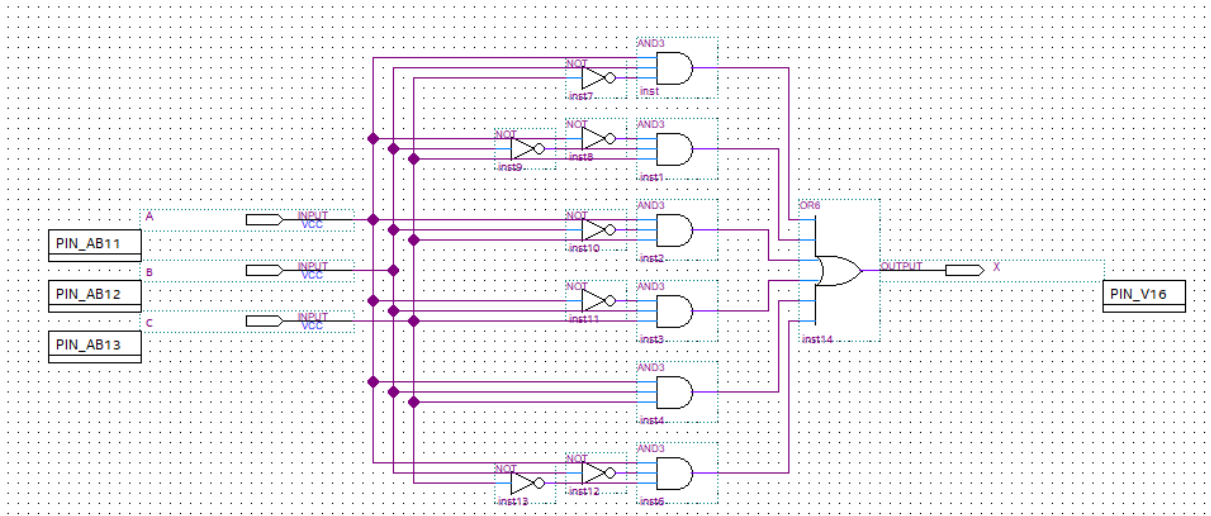 AND3
NOT
inst7
inst
AND3
NOT
NOT
inst9
inst8
inst1
A
INPUT
VCC
PIN_AB11
AND3
NOT
inst10
inst2
OR6
B
INPUT
VCC
PIN_AB12
OUTPUT
X
PIN_V16
C
INPUT
VCC
PIN_AB13
AND3
NOT
inst11
inst3
inst14
AND3
inst4
AND3
NOT
NOT
inst13
inst12
inst6